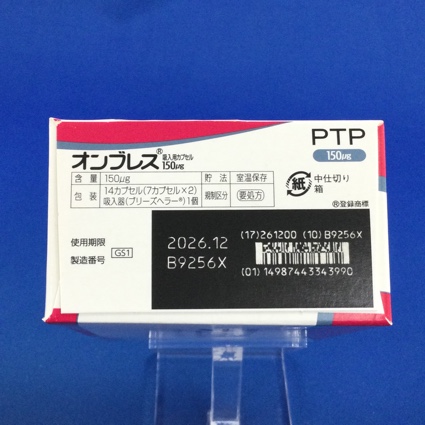 オンブレス® 吸入用カプセル 150μg
PTP
150μg
含量 150μg 貯法 室温保存
包装 14カプセル(7カプセル×2) 吸入器(ブリーズヘラー®)1個 規制区分 要処方
紙 中仕切り 箱
®登録商標
使用期限 2026.12
製造番号 GS1 B9256X
(17)261200 (10)B9256X
(01)14987443343990